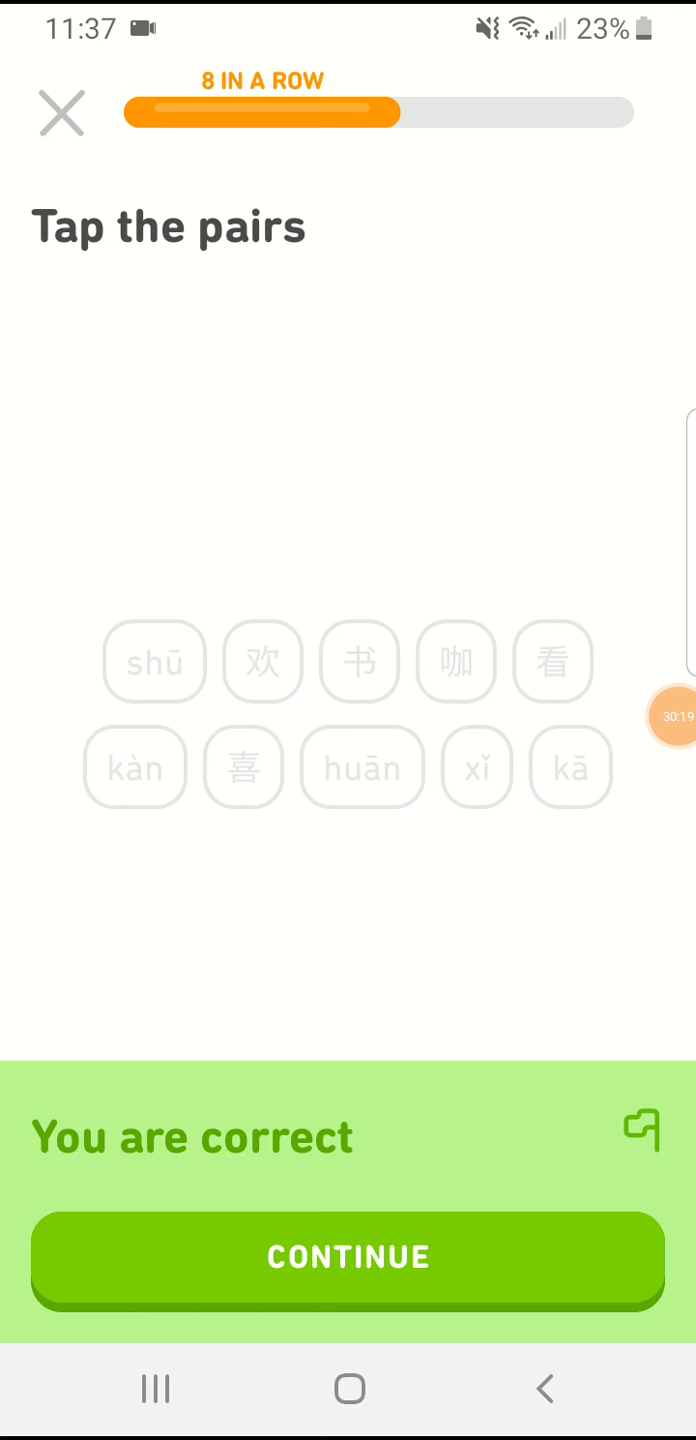 11:37 23%
8 IN A ROW
Tap the pairs
shū 欢 书 咖 看
30:19
kàn 喜 huān xǐ kā
You are correct
CONTINUE